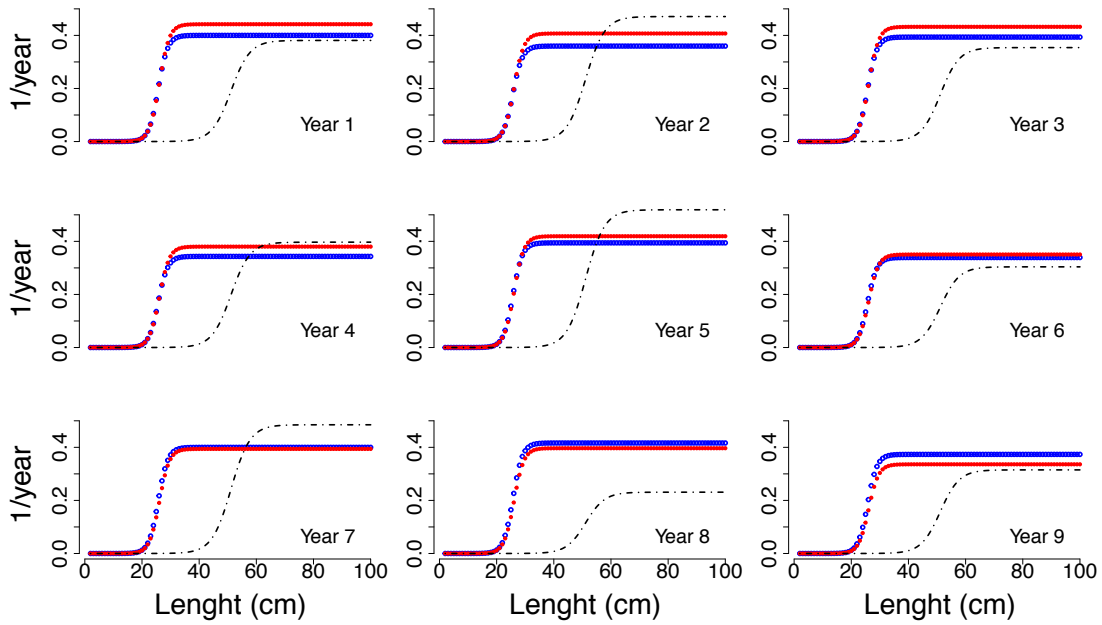 1/year
0.0 0.2 0.4
Year 1
0.0 0.2 0.4
Year 2
0.0 0.2 0.4
Year 3
1/year
0.0 0.2 0.4
Year 4
0.0 0.2 0.4
Year 5
0.0 0.2 0.4
Year 6
1/year
0.0 0.2 0.4
Year 7
0.0 0.2 0.4
Year 8
0.0 0.2 0.4
Year 9
0 20 40 60 80 100
0 20 40 60 80 100
0 20 40 60 80 100
Lenght (cm)
Lenght (cm)
Lenght (cm)